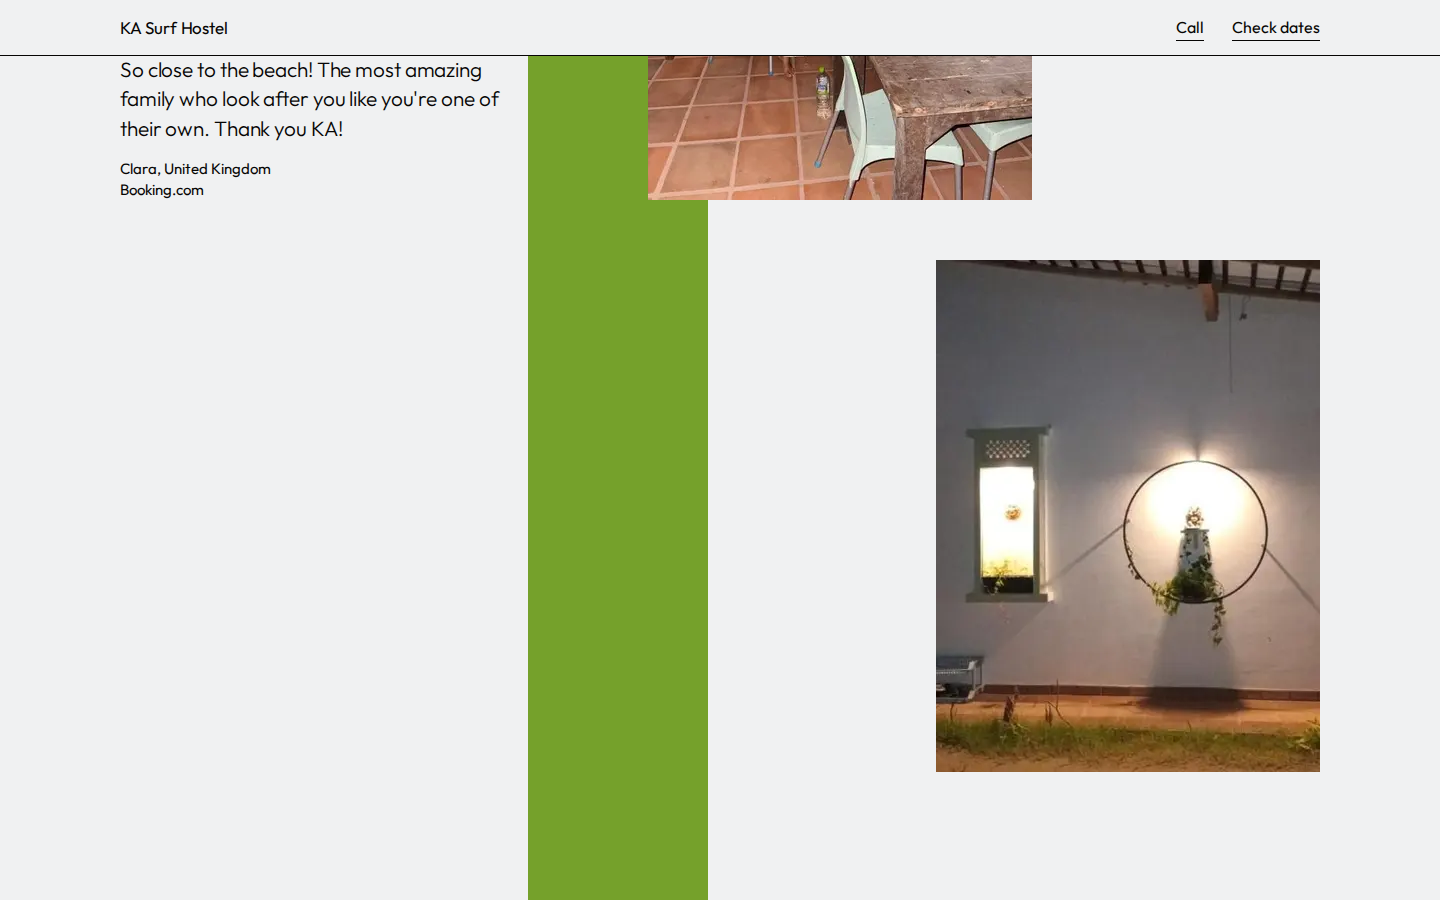 KA Surf Hostel
Call
Check dates
So close to the beach! The most amazing
family who look after you like you're one of
their own. Thank you KA!
Clara, United Kingdom
Booking.com